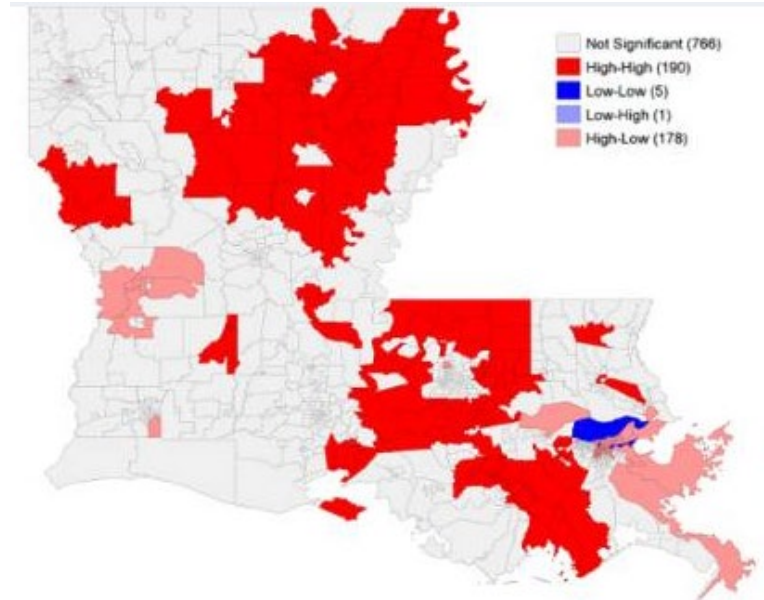 Not Significant (766)
High-High (190)
Low-Low (5)
Low-High (1)
High-Low (178)